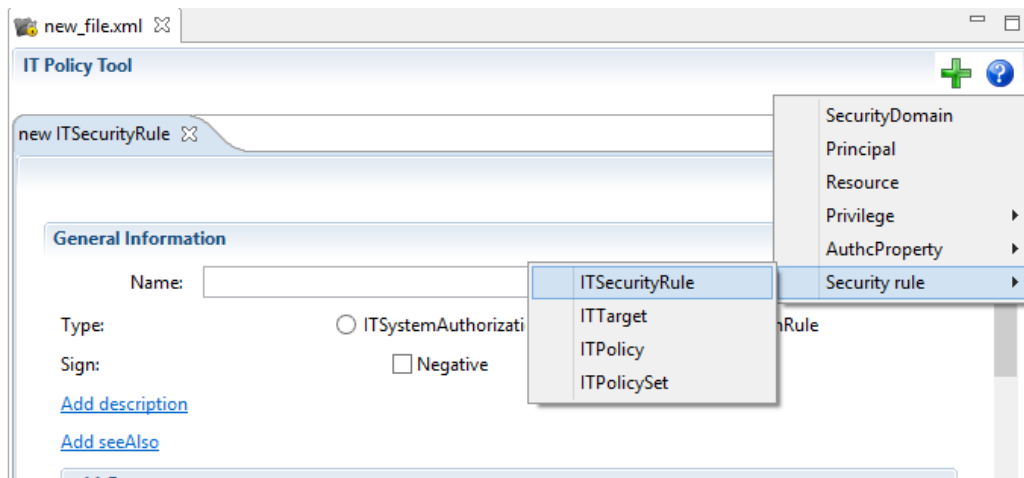 new_file.xml
IT Policy Tool
new ITSecurityRule
SecurityDomain
Principal
Resource
Privilege
AuthcProperty
Security rule
ITSecurityRule
ITTarget
ITPolicy
ITPolicySet
General Information
Name:
Type:
Sign:
Negative
Add description
Add seeAlso